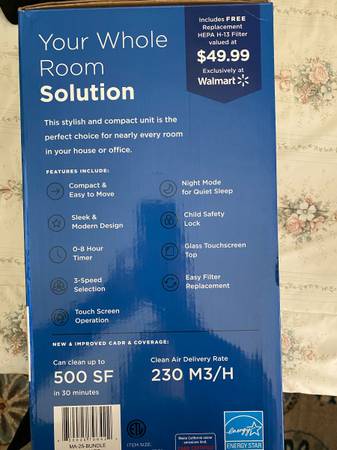 Your Whole
Room
Solution
Includes FREE
Replacement
HEPA H-13 Filter
valued at
$49.99
Exclusively at
Walmart
This stylish and compact unit is the
perfect choice for nearly every room
in your house or office.
FEATURES INCLUDE:
Compact &
Easy to Move
Night Mode
for Quiet Sleep
Sleek &
Modern Design
Child Safety
Lock
0-8 Hour
Timer
Glass Touchscreen
Top
3-Speed
Selection
Easy Filter
Replacement
Touch Screen
Operation
NEW & IMPROVED CADR & COVERAGE:
Can clean up to
500 SF
in 30 minutes
Clean Air Delivery Rate
230 M3/H
MA-25-BUNDLE
ETL
ITEM SIZE:
energy
ENERGY STAR